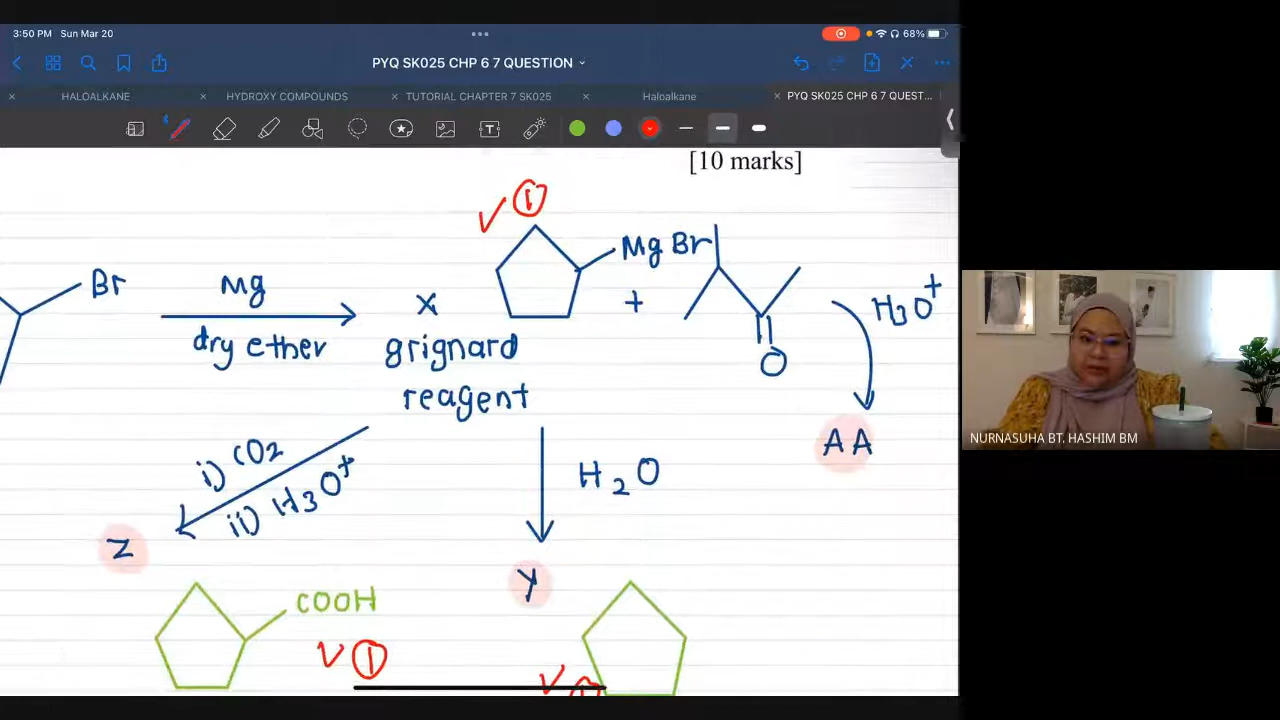 3:50 PM Sun Mar 20
68%
PYQ SK025 CHP 6 7 QUESTION
HALOALKANE
HYDROXY COMPOUNDS
TUTORIAL CHAPTER 7 SK025
Haloalkane
PYQ SK025 CHP 6 7 QUEST...
[10 marks]
1
Br
Mg
dry ether
X
grignard
reagent
MgBr
+
O
H3O+
AA
i) CO2
ii) H3O+
Z
H2O
Y
COOH
1
NURNASUHA BT. HASHIM BM